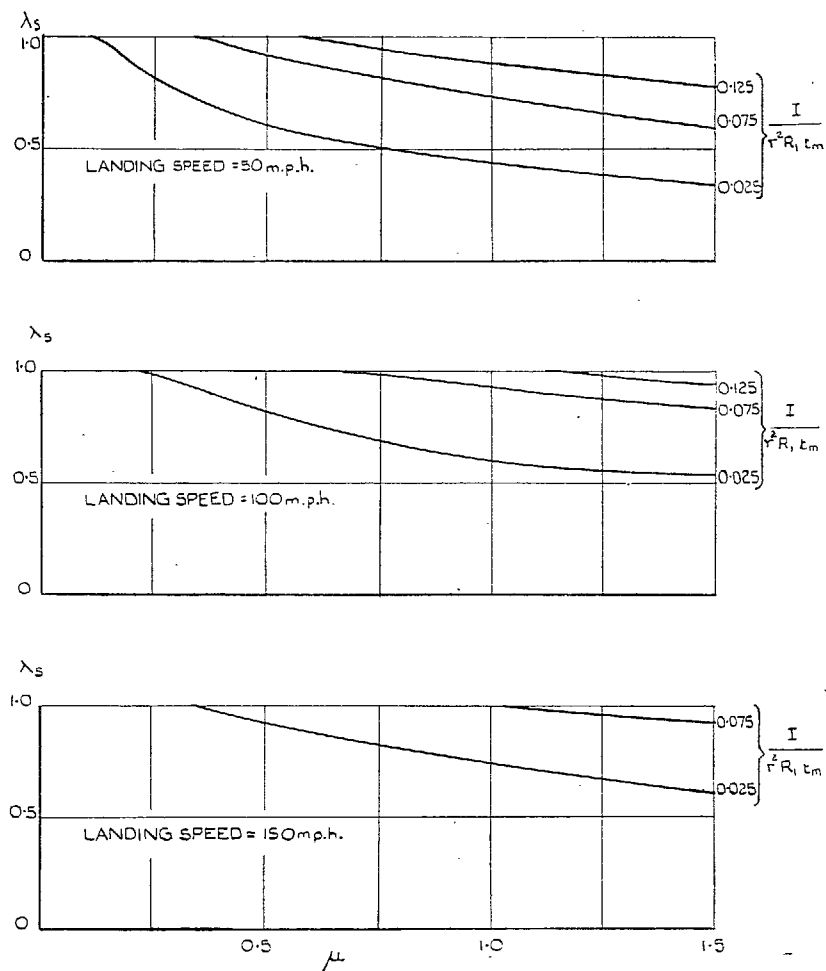 λs
1.0
0.125
0.075
0.025
I
r²R₁ tm
0.5
LANDING SPEED = 50 m.p.h.
0
λs
1.0
0.125
0.075
0.025
I
r²R₁ tm
0.5
LANDING SPEED = 100 m.p.h.
0
λs
1.0
0.075
0.025
I
r²R₁ tm
0.5
LANDING SPEED = 150 m.p.h.
0
0.5
1.0
1.5
μ